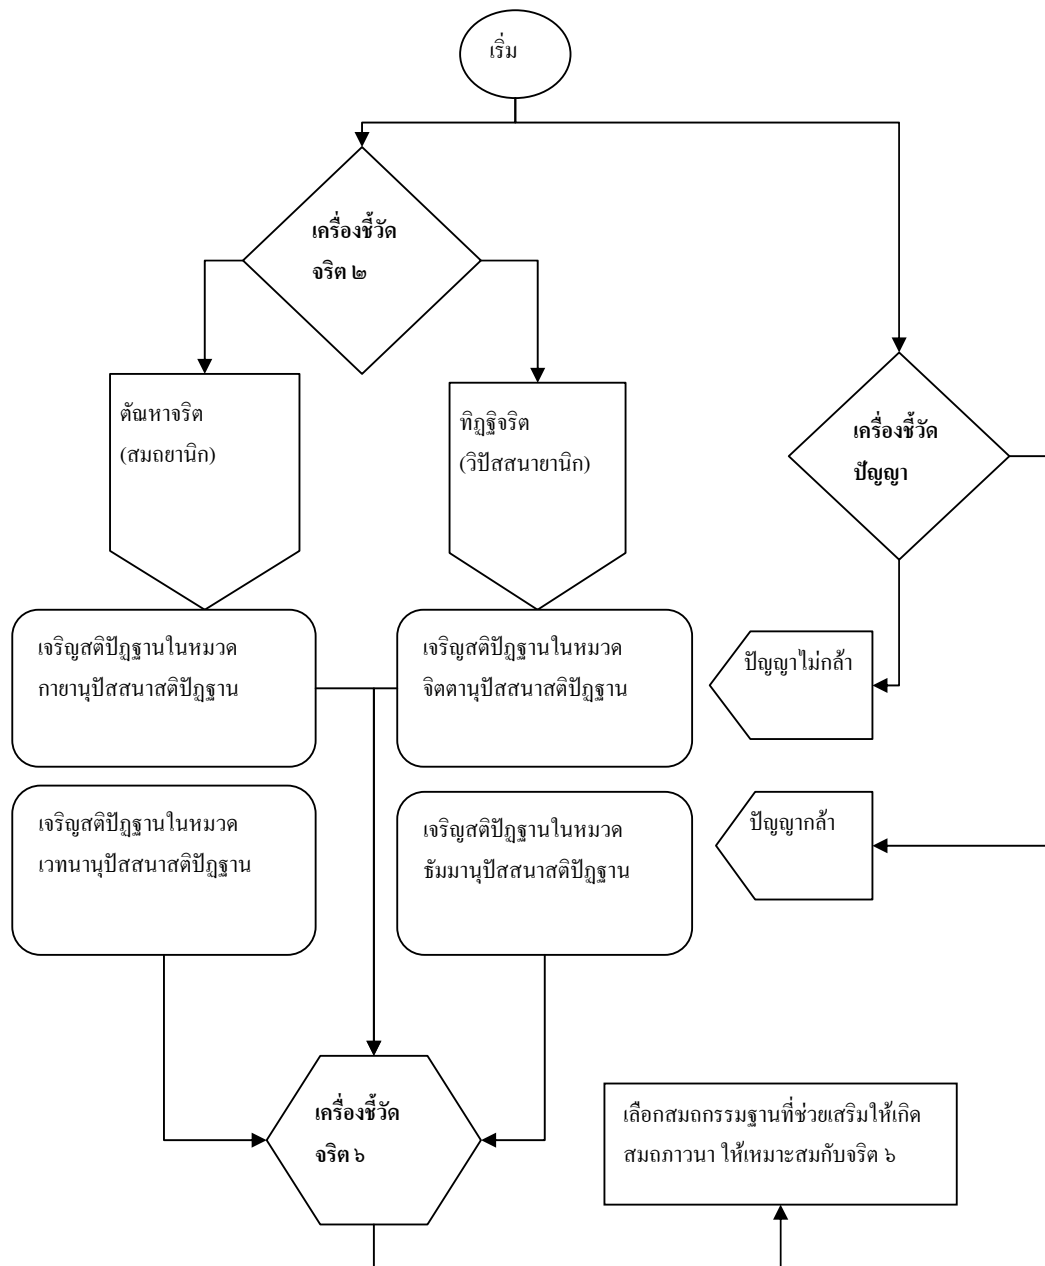 เริ่ม
เครื่องชี้วัด
จริต ๒
ตัณหาจริต
(สมถยานิก)
ทิฏฐิจริต
(วิปัสสนายานิก)
เครื่องชี้วัด
ปัญญา
เจริญสติปัฏฐานในหมวด
กายานุปัสสนาสติปัฏฐาน
เจริญสติปัฏฐานในหมวด
จิตตานุปัสสนาสติปัฏฐาน
ปัญญาไม่กล้า
เจริญสติปัฏฐานในหมวด
เวทนานุปัสสนาสติปัฏฐาน
เจริญสติปัฏฐานในหมวด
ธัมมานุปัสสนาสติปัฏฐาน
ปัญญากล้า
เครื่องชี้วัด
จริต ๖
เลือกสมถกรรมฐานที่ช่วยเสริมให้เกิด
สมถภาวนา ให้เหมาะสมกับจริต ๖